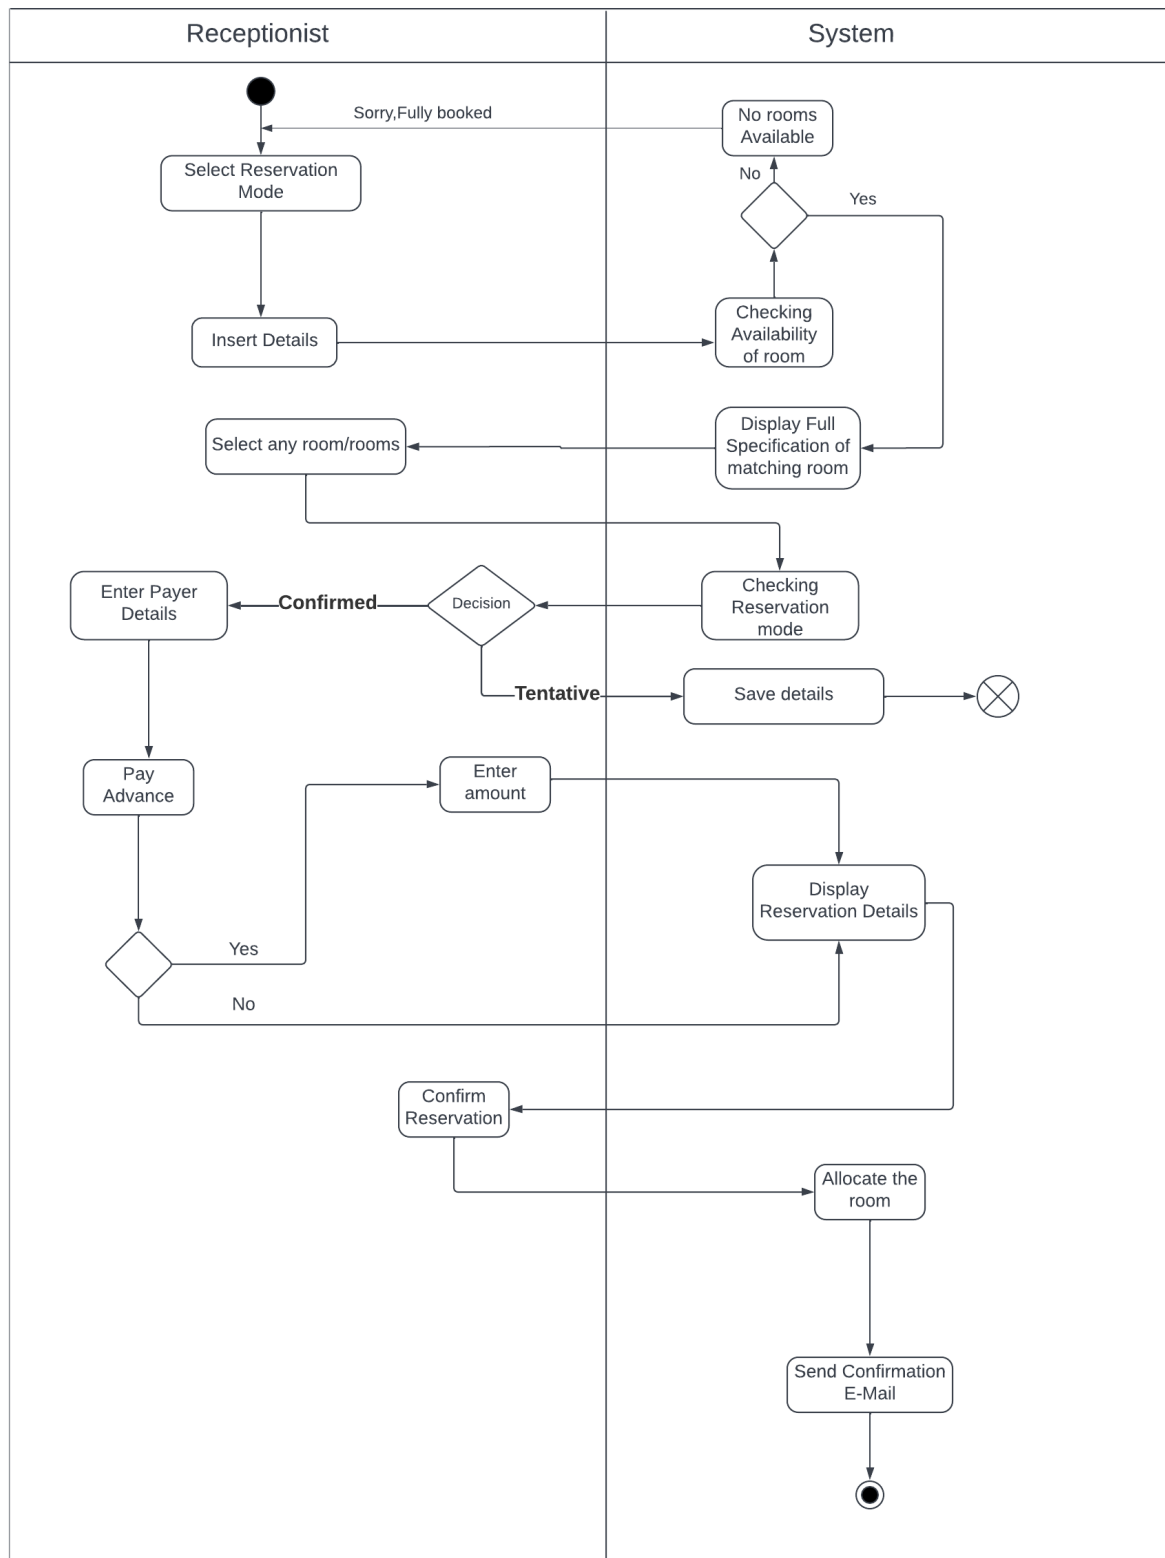 Receptionist
System
Sorry,Fully booked
No rooms
Available
Select Reservation
Mode
No
Yes
Insert Details
Checking
Availability
of room
Select any room/rooms
Display Full
Specification of
matching room
Enter Payer
Details
Confirmed
Decision
Checking
Reservation
mode
Tentative
Save details
Pay
Advance
Enter
amount
Display
Reservation Details
Yes
No
Confirm
Reservation
Allocate the
room
Send Confirmation
E-Mail